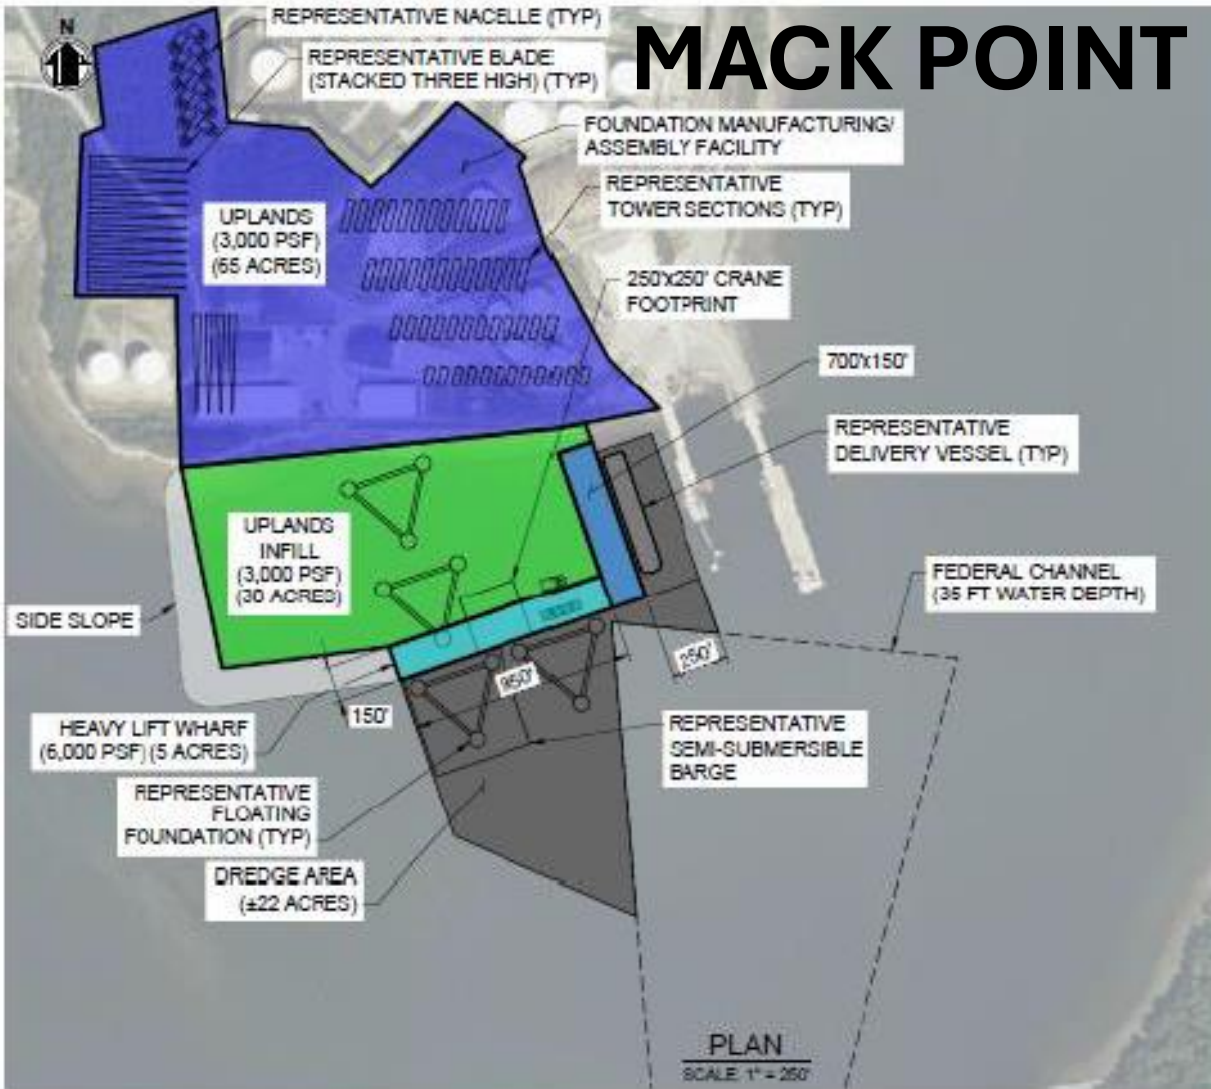 MACK POINT
N
REPRESENTATIVE NACELLE (TYP)
REPRESENTATIVE BLADE
(STACKED THREE HIGH) (TYP)
FOUNDATION MANUFACTURING/
ASSEMBLY FACILITY
REPRESENTATIVE
TOWER SECTIONS (TYP)
UPLANDS
(3,000 PSF)
(65 ACRES)
250'x250' CRANE
FOOTPRINT
700'x150'
REPRESENTATIVE
DELIVERY VESSEL (TYP)
UPLANDS
INFILL
(3,000 PSF)
(30 ACRES)
FEDERAL CHANNEL
(35 FT WATER DEPTH)
SIDE SLOPE
250'
950'
150'
HEAVY LIFT WHARF
(6,000 PSF) (5 ACRES)
REPRESENTATIVE
SEMI-SUBMERSIBLE
BARGE
REPRESENTATIVE
FLOATING
FOUNDATION (TYP)
DREDGE AREA
(±22 ACRES)
PLAN
SCALE: 1" = 250'